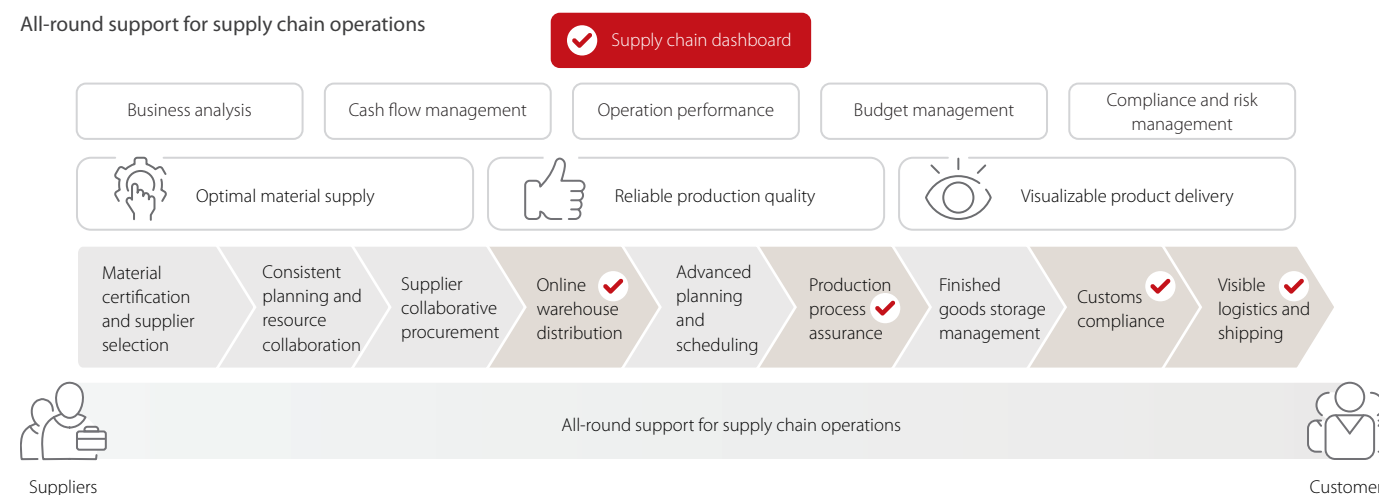 All-round support for supply chain operations
Supply chain dashboard
Business analysis
Cash flow management
Operation performance
Budget management
Compliance and risk
management
Optimal material supply
Reliable production quality
Visualizable product delivery
Material
certification
and supplier
selection
Consistent
planning and
resource
collaboration
Supplier
collaborative
procurement
Online
warehouse
distribution
Advanced
planning
and
scheduling
Production
process
assurance
Finished
goods storage
management
Customs
compliance
Visible
logistics and
shipping
All-round support for supply chain operations
Suppliers
Customer